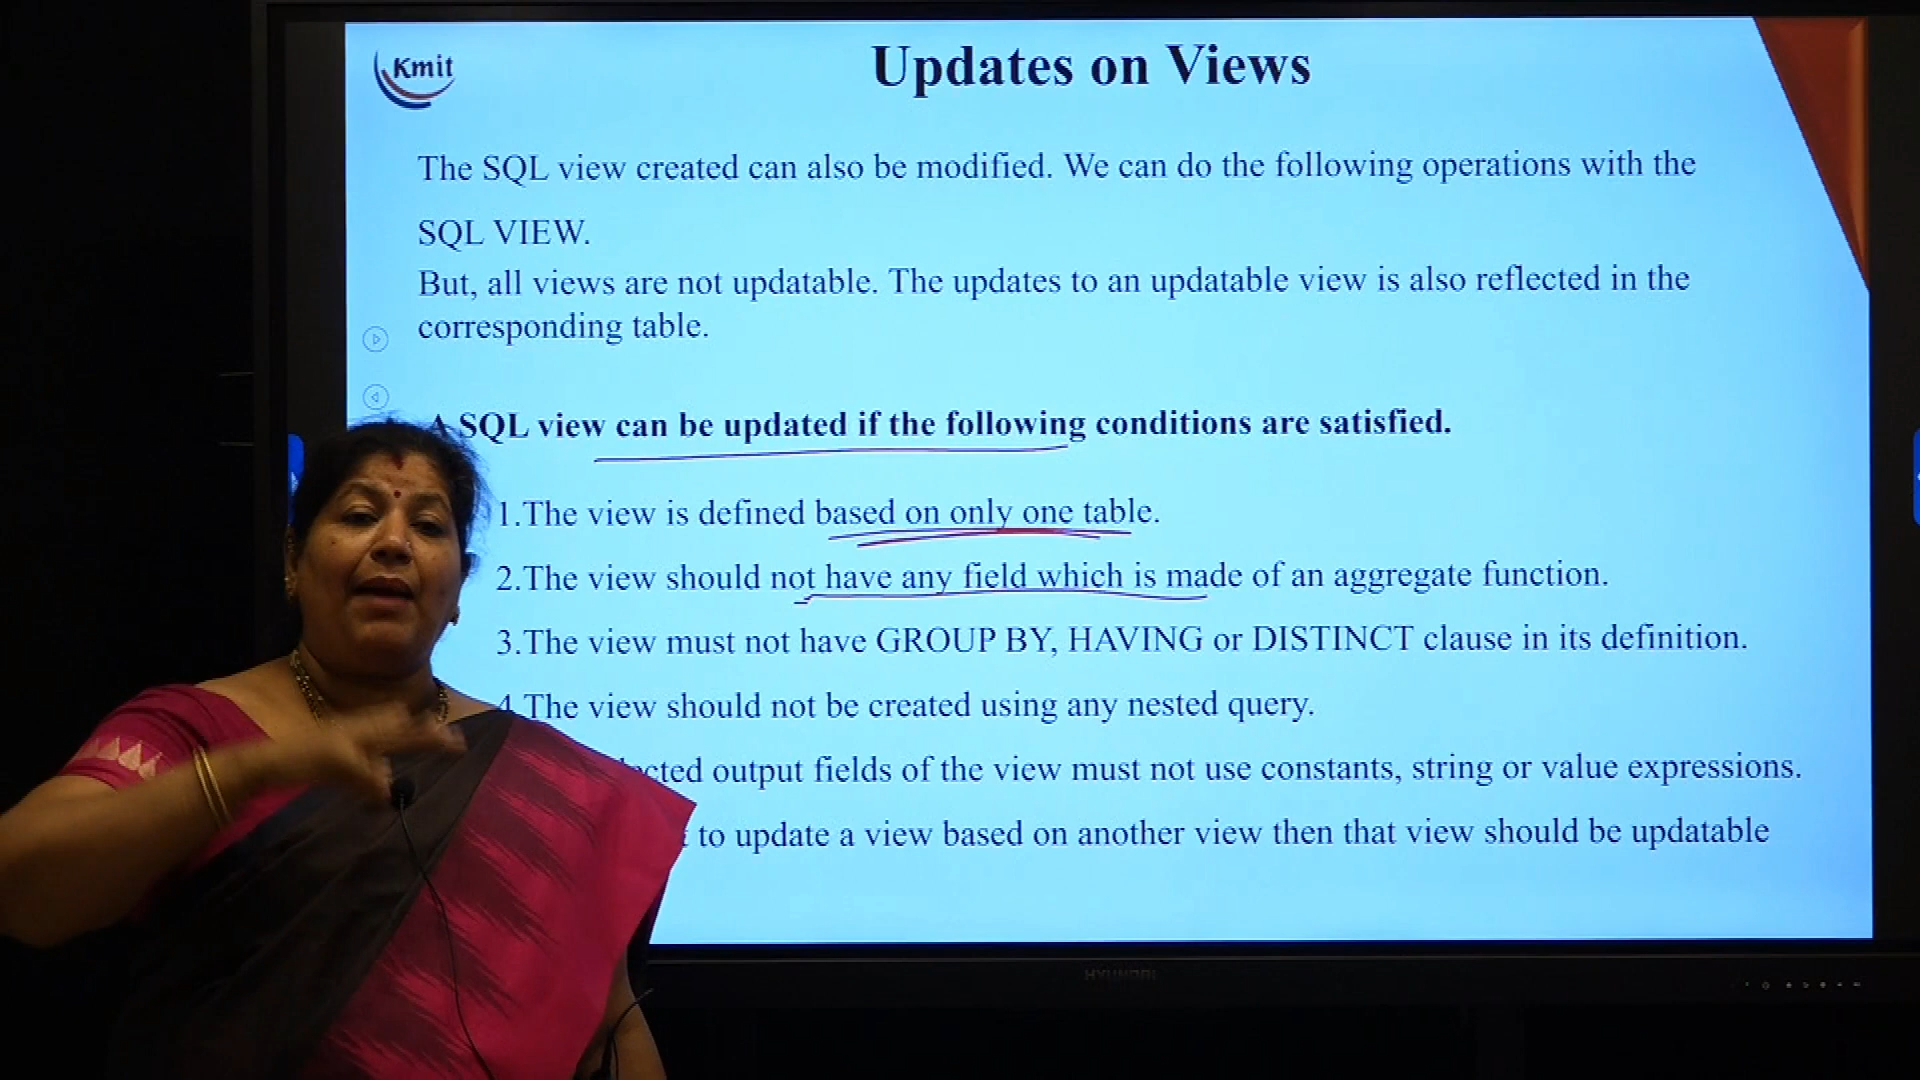 Kmit
Updates on Views
The SQL view created can also be modified. We can do the following operations with the
SQL VIEW.
But, all views are not updatable. The updates to an updatable view is also reflected in the
corresponding table.
A SQL view can be updated if the following conditions are satisfied.
1.The view is defined based on only one table.
2.The view should not have any field which is made of an aggregate function.
3.The view must not have GROUP BY, HAVING or DISTINCT clause in its definition.
4.The view should not be created using any nested query.
output fields of the view must not use constants, string or value expressions.
to update a view based on another view then that view should be updatable
HYUNDAI